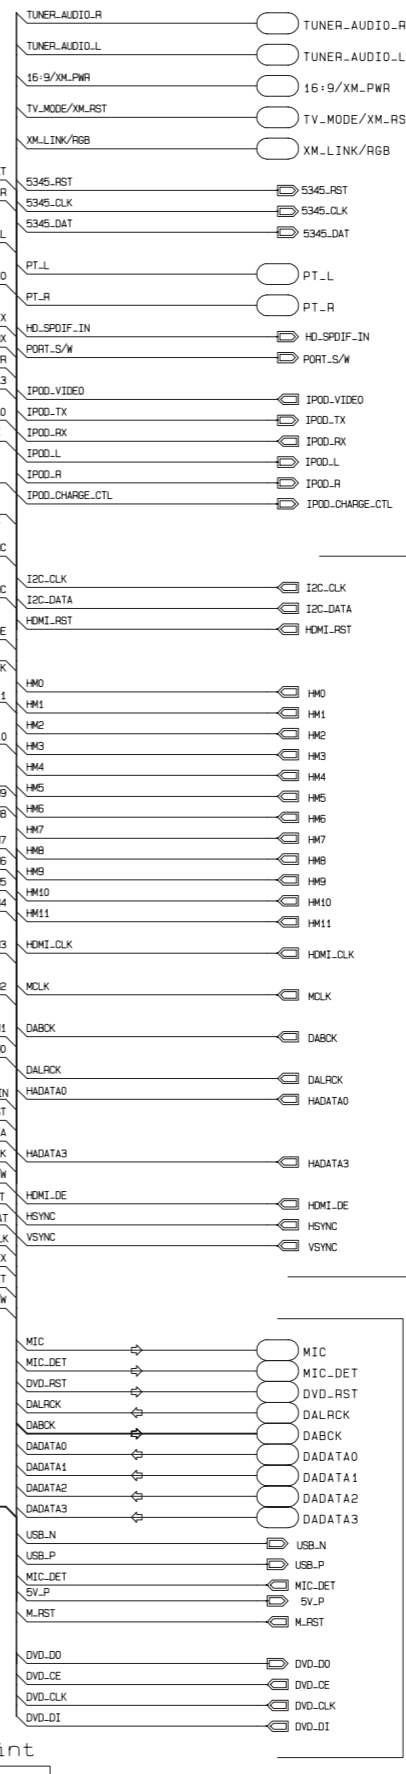 TUNER_AUDIO_R TUNER_AUDIO_R
TUNER_AUDIO_L TUNER_AUDIO_L
16:9/XM_PWR 16:9/XM_PWR
TV_MODE/XM_RST TV_MODE/XM_RS
XM_LINK/RGB XM_LINK/RGB
5345_RST 5345_RST
5345_CLK 5345_CLK
5345_DAT 5345_DAT
PT_L PT_L
PT_R PT_R
HD_SPDIF_IN HD_SPDIF_IN
PORT_S/W PORT_S/W
IPOD_VIDEO IPOD_VIDEO
IPOD_TX IPOD_TX
IPOD_RX IPOD_RX
IPOD_L IPOD_L
IPOD_R IPOD_R
IPOD_CHARGE_CTL IPOD_CHARGE_CTL
I2C_CLK I2C_CLK
I2C_DATA I2C_DATA
HDMI_RST HDMI_RST
HM0 HM0
HM1 HM1
HM2 HM2
HM3 HM3
HM4 HM4
HM5 HM5
HM6 HM6
HM7 HM7
HM8 HM8
HM9 HM9
HM10 HM10
HM11 HM11
HDMI_CLK HDMI_CLK
MCLK MCLK
DABCK DABCK
DALRCK DALRCK
HADATA0 HADATA0
HADATA3 HADATA3
HDMI_DE HDMI_DE
HSYNC HSYNC
VSYNC VSYNC
MIC MIC
MIC_DET MIC_DET
DVD_RST DVD_RST
DALRCK DALRCK
DABCK DABCK
DADATA0 DADATA0
DADATA1 DADATA1
DADATA2 DADATA2
DADATA3 DADATA3
USB_N USB_N
USB_P USB_P
MIC_DET MIC_DET
5V_P 5V_P
M_RST M_RST
DVD_DO DVD_DO
DVD_CE DVD_CE
DVD_CLK DVD_CLK
DVD_DI DVD_DI
int